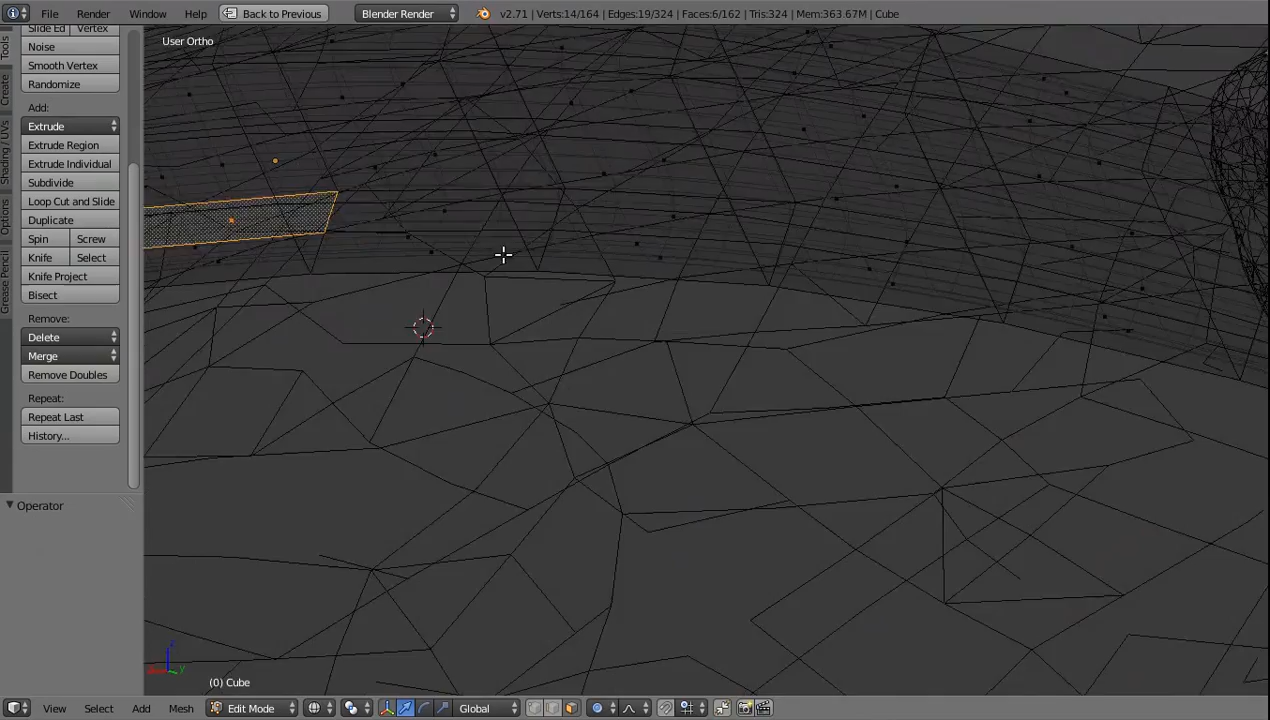 File Render Window Help Back to Previous Blender Render v2.71 | Verts:14/164 | Edges:19/324 | Faces:6/162 | Tris:324 | Mem:363.67M | Cube
User Ortho
Slide Ed Vertex
Noise
Smooth Vertex
Randomize
Add:
Extrude
Extrude Region
Extrude Individual
Subdivide
Loop Cut and Slide
Duplicate
Spin Screw
Knife Select
Knife Project
Bisect
Remove:
Delete
Merge
Remove Doubles
Repeat:
Repeat Last
History...
Operator
Tools
Create
Shading / UVs
Options
Grease Pencil
z
y
(0) Cube
View Select Add Mesh Edit Mode Global